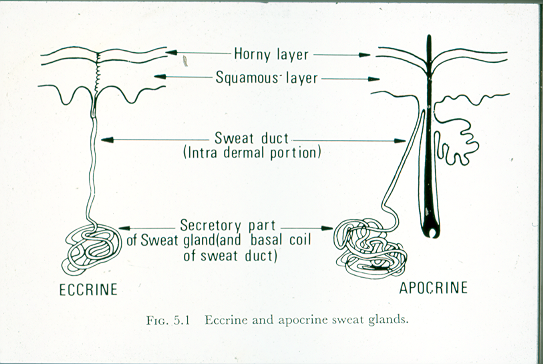 Horny layer
Squamous layer
Sweat duct
(Intra dermal portion)
Secretory part
of Sweat gland(and basal coil
of sweat duct)
ECCRINE
APOCRINE
FIG. 5.1 Eccrine and apocrine sweat glands.